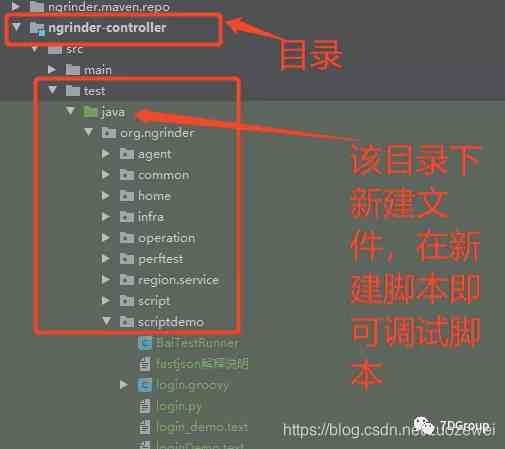 ngrinder.maven.repo
ngrinder-controller
目录
src
main
test
java
org.ngrinder
agent
common
home
infra
operation
perftest
region.service
script
scriptdemo
该目录下
新建文
件，在新
建脚本即
可调试脚
本
BaiTestRunner
fastjson解释说明
login.groovy
login.py
login_demo.text
loginDemo.text
7DGroup
https://blog.csdn.net/zuozewei